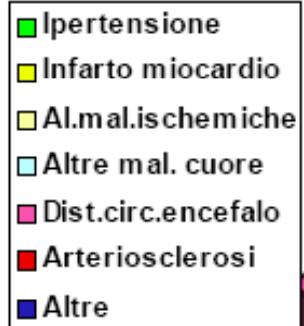 Ipertensione
Infarto miocardio
Al.mal.ischemiche
Altre mal. cuore
Dist.circ.encefalo
Arteriosclerosi
Altre